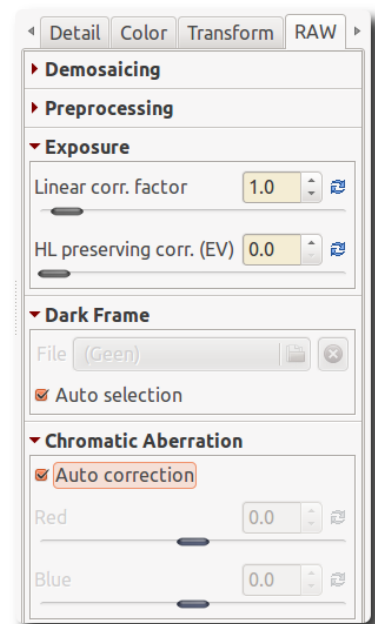 Detail Color Transform RAW
Demosaicing
Preprocessing
Exposure
Linear corr. factor 1.0
HL preserving corr. (EV) 0.0
Dark Frame
File (Geen)
Auto selection
Chromatic Aberration
Auto correction
Red 0.0
Blue 0.0